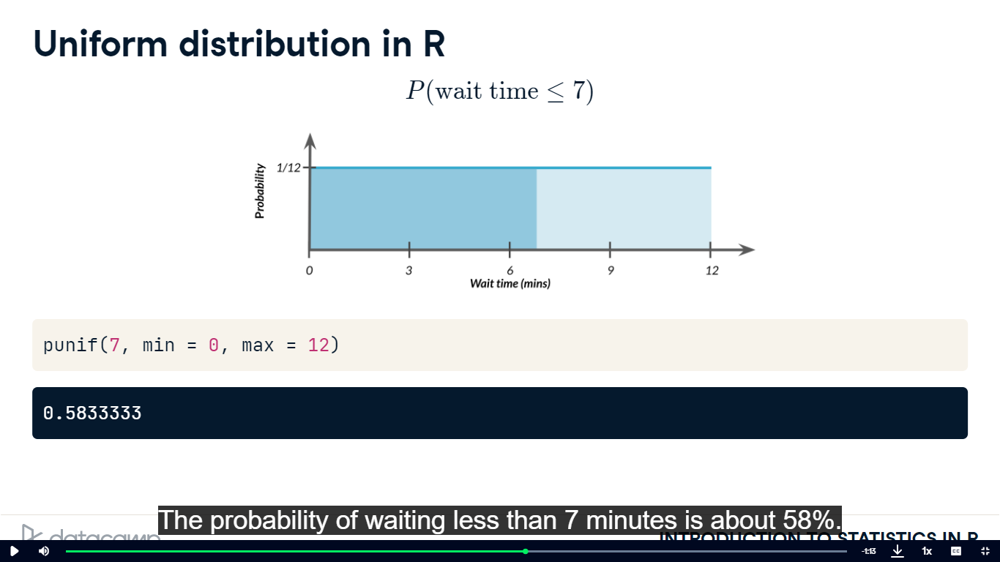 Uniform distribution in R
P(wait time ≤ 7)
Probability
1/12
0 3 6 9 12
Wait time (mins)
punif(7, min = 0, max = 12)
0.5833333
The probability of waiting less than 7 minutes is about 58%.
datacamp
INTRODUCTION TO STATISTICS IN R
-1:13
1x
CC